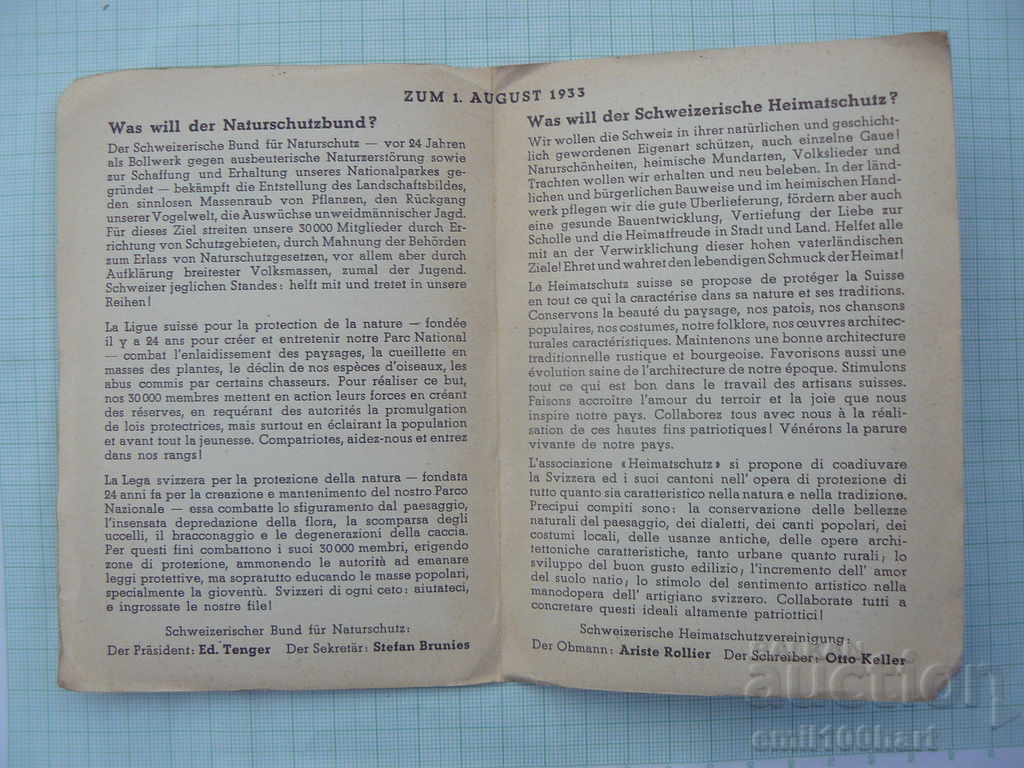 ZUM 1. AUGUST 1933
Was will der Naturschutzbund?
Der Schweizerische Bund für Naturschutz — vor 24 Jahren
als Bollwerk gegen ausbeuterische Naturzerstörung sowie
zur Schaffung und Erhaltung unseres Nationalparkes ge-
gründet — bekämpft die Entstellung des Landschaftsbildes,
den sinnlosen Massenraub von Pflanzen, den Rückgang
unserer Vogelwelt, die Auswüchse unweidmännischer Jagd.
Für dieses Ziel streiten unsere 30000 Mitglieder durch Er-
richtung von Schutzgebieten, durch Mahnung der Behörden
zum Erlass von Naturschutzgesetzen, vor allem aber durch
Aufklärung breitester Volksmassen, zumal der Jugend.
Schweizer jeglichen Standes: helft mit und tretet in unsere
Reihen!
La Ligue suisse pour la protection de la nature — fondée
il y a 24 ans pour créer et entretenir notre Parc National
— combat l'enlaidissement des paysages, la cueillette en
masses des plantes, le déclin de nos espèces d'oiseaux, les
abus commis par certains chasseurs. Pour réaliser ce but,
nos 30000 membres mettent en action leurs forces en créant
des réserves, en requérant des autorités la promulgation
de lois protectrices, mais surtout en éclairant la population
et avant tout la jeunesse. Compatriotes, aidez-nous et entrez
dans nos rangs!
La Lega svizzera per la protezione della natura — fondata
24 anni fa per la creazione e mantenimento del nostro Parco
Nazionale — essa combatte lo sfiguramento dal paesaggio,
l'insensata depredazione della flora, la scomparsa degli
uccelli, il bracconaggio e le degenerazioni della caccia.
Per questi fini combattono i suoi 30000 membri, erigendo
zone di protezione, ammonendo le autorità ad emanare
leggi protettive, ma sopratutto educando le masse popolari,
specialmente la gioventù. Svizzeri di ogni ceto: aiutateci,
e ingrossate le nostre file!
Schweizerischer Bund für Naturschutz:
Der Präsident: Ed. Tenger Der Sekretär: Stefan Brunies
Was will der Schweizerische Heimatschutz?
Wir wollen die Schweiz in ihrer natürlichen und geschicht-
lich gewordenen Eigenart schützen, auch einzelne Gaue!
Naturschönheiten, heimische Mundarten, Volkslieder und
Trachten wollen wir erhalten und neu beleben. In der länd-
lichen und bürgerlichen Bauweise und im heimischen Hand-
werk pflegen wir die gute Überlieferung, fördern aber auch
eine gesunde Bauentwicklung, Vertiefung der Liebe zur
Scholle und die Heimatfreude in Stadt und Land. Helfet alle
mit an der Verwirklichung dieser hohen vaterländischen
Ziele! Ehret und wahret den lebendigen Schmuck der Heimat!
Le Heimatschutz suisse se propose de protéger la Suisse
en tout ce qui la caractérise dans sa nature et ses traditions.
Conservons la beauté du paysage, nos patois, nos chansons
populaires, nos costumes, notre folklore, nos œuvres architec-
turales caractéristiques. Maintenons une bonne architecture
traditionnelle rustique et bourgeoise. Favorisons aussi une
évolution saine de l'architecture de notre époque. Stimulons
tout ce qui est bon dans le travail des artisans suisses.
Faisons accroître l'amour du terroir et la joie que nous
inspire notre pays. Collaborez tous avec nous à la réali-
sation de ces hautes fins patriotiques! Vénérons la parure
vivante de notre pays.
L'associazione «Heimatschutz» si propone di coadiuvare
la Svizzera ed i suoi cantoni nell' opera di protezione di
tutto quanto sia caratteristico nella natura e nella tradizione.
Precipui compiti sono: la conservazione delle bellezze
naturali del paesaggio, dei dialetti, dei canti popolari, dei
costumi locali, delle usanze antiche, delle opere archi-
tettoniche caratteristiche, tanto urbane quanto rurali; lo
sviluppo del buon gusto edilizio; l'incremento dell' amor
del suolo natio; lo stimolo del sentimento artistico nella
manodopera dell' artigiano svizzero. Collaborate tutti a
concretare questi ideali altamente patriottici!
Schweizerische Heimatschutzvereinigung:
Der Obmann: Ariste Rollier Der Schreiber: Otto Keller
BALKAN
auction
emil100hart